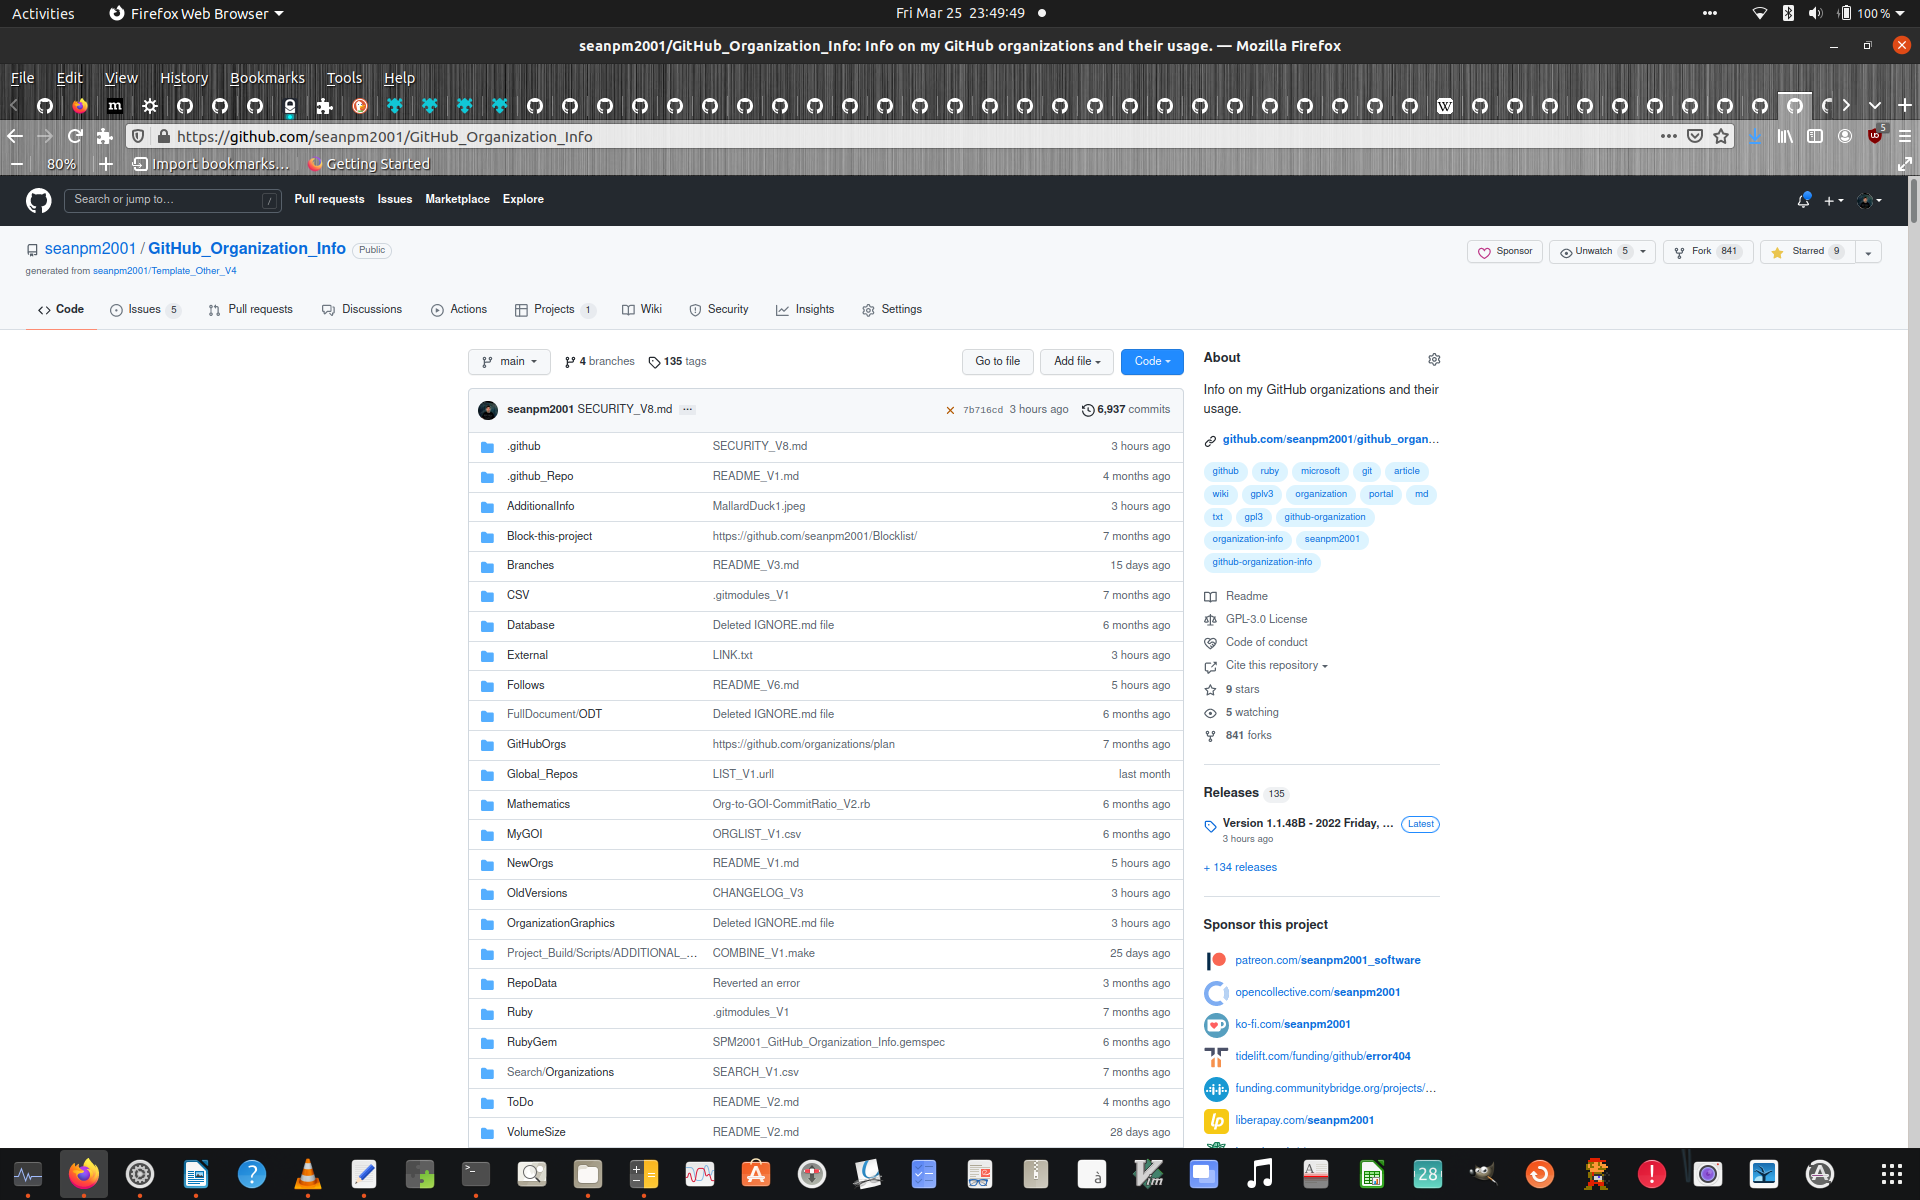 Activities
Firefox Web Browser
Fri Mar 25 23:49:49
100 %
seanpm2001/GitHub_Organization_Info: Info on my GitHub organizations and their usage. — Mozilla Firefox
File Edit View History Bookmarks Tools Help
https://github.com/seanpm2001/GitHub_Organization_Info
5
80%
Import bookmarks…
Getting Started
Search or jump to…
/
Pull requests Issues Marketplace Explore
seanpm2001 / GitHub_Organization_Info Public
generated from seanpm2001/Template_Other_V4
Sponsor
Unwatch 5
Fork 841
Starred 9
Code
Issues 5
Pull requests
Discussions
Actions
Projects 1
Wiki
Security
Insights
Settings
main
4 branches
135 tags
Go to file
Add file
Code
seanpm2001 SECURITY_V8.md
7b716cd 3 hours ago
6,937 commits
.github SECURITY_V8.md 3 hours ago
.github_Repo README_V1.md 4 months ago
AdditionalInfo MallardDuck1.jpeg 3 hours ago
Block-this-project https://github.com/seanpm2001/Blocklist/ 7 months ago
Branches README_V3.md 15 days ago
CSV .gitmodules_V1 7 months ago
Database Deleted IGNORE.md file 6 months ago
External LINK.txt 3 hours ago
Follows README_V6.md 5 hours ago
FullDocument/ODT Deleted IGNORE.md file 6 months ago
GitHubOrgs https://github.com/organizations/plan 7 months ago
Global_Repos LIST_V1.urll last month
Mathematics Org-to-GOI-CommitRatio_V2.rb 6 months ago
MyGOI ORGLIST_V1.csv 6 months ago
NewOrgs README_V1.md 5 hours ago
OldVersions CHANGELOG_V3 3 hours ago
OrganizationGraphics Deleted IGNORE.md file 3 hours ago
Project_Build/Scripts/ADDITIONAL_… COMBINE_V1.make 25 days ago
RepoData Reverted an error 3 months ago
Ruby .gitmodules_V1 7 months ago
RubyGem SPM2001_GitHub_Organization_Info.gemspec 6 months ago
Search/Organizations SEARCH_V1.csv 7 months ago
ToDo README_V2.md 4 months ago
VolumeSize README_V2.md 28 days ago
About
Info on my GitHub organizations and their
usage.
github.com/seanpm2001/github_organ…
github ruby microsoft git article
wiki gplv3 organization portal md
txt gpl3 github-organization
organization-info seanpm2001
github-organization-info
Readme
GPL-3.0 License
Code of conduct
Cite this repository
9 stars
5 watching
841 forks
Releases 135
Version 1.1.48B - 2022 Friday, … Latest
3 hours ago
+ 134 releases
Sponsor this project
patreon.com/seanpm2001_software
opencollective.com/seanpm2001
ko-fi.com/seanpm2001
tidelift.com/funding/github/error404
funding.communitybridge.org/projects/…
liberapay.com/seanpm2001
28